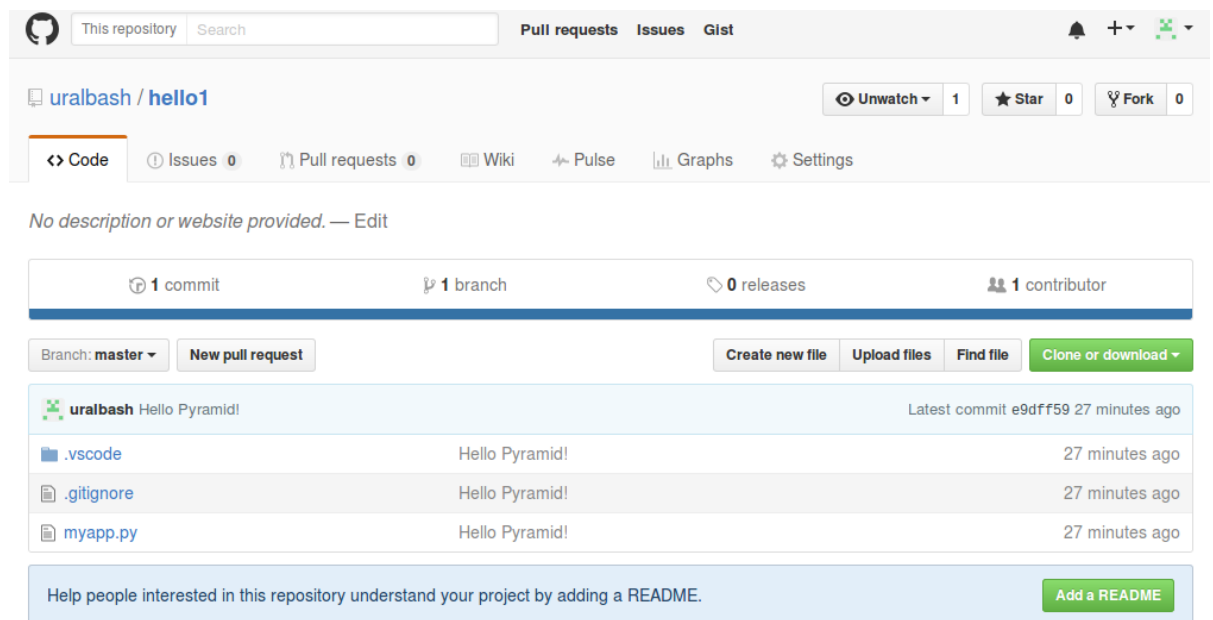 This repository Search Pull requests Issues Gist
uralbash / hello1 Unwatch 1 Star 0 Fork 0
<> Code Issues 0 Pull requests 0 Wiki Pulse Graphs Settings
No description or website provided. — Edit
1 commit 1 branch 0 releases 1 contributor
Branch: master New pull request Create new file Upload files Find file Clone or download
uralbash Hello Pyramid! Latest commit e9dff59 27 minutes ago
.vscode Hello Pyramid! 27 minutes ago
.gitignore Hello Pyramid! 27 minutes ago
myapp.py Hello Pyramid! 27 minutes ago
Help people interested in this repository understand your project by adding a README. Add a README